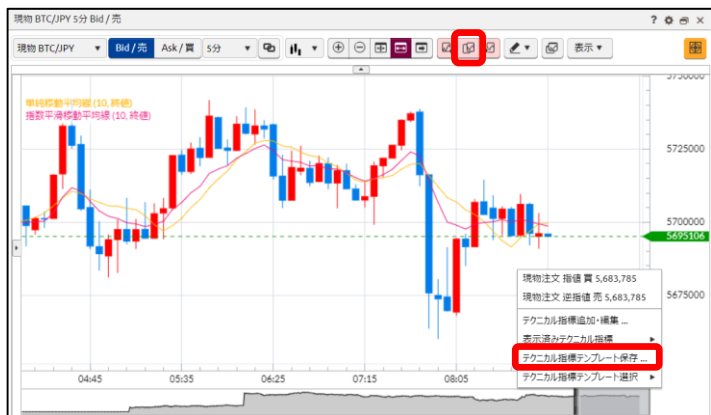 現物 BTC/JPY 5分 Bid / 売
現物 BTC/JPY Bid / 売 Ask / 買 5分 表示
5750000
単純移動平均線 (10, 終値)
指数平滑移動平均線 (10, 終値)
5725000
5700000
5695106
現物注文 指値 買 5,683,785
現物注文 逆指値 売 5,683,785
5675000
テクニカル指標追加・編集 ...
表示済みテクニカル指標
テクニカル指標テンプレート保存 ...
テクニカル指標テンプレート選択
04:45 05:35 06:25 07:15 08:05